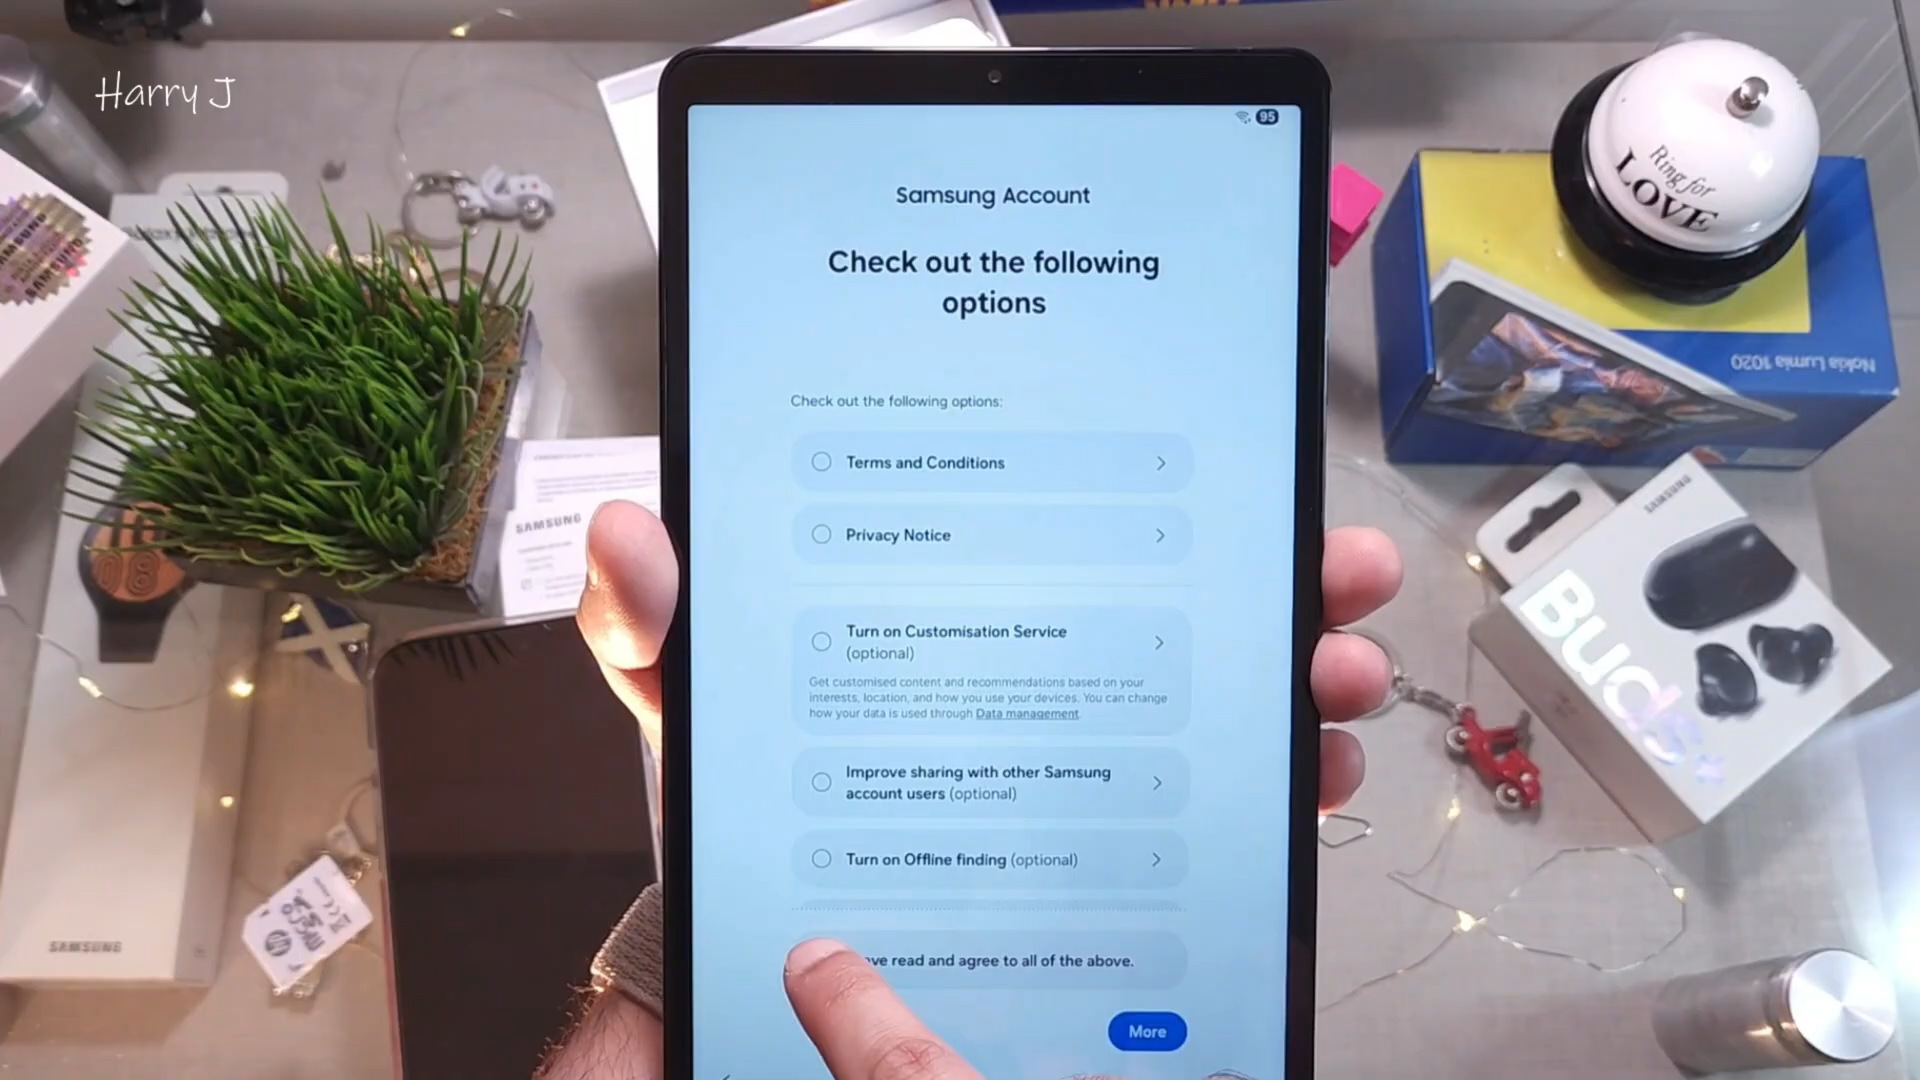 Harry J
95
Samsung Account
Check out the following
options
Check out the following options:
Terms and Conditions
Privacy Notice
Turn on Customisation Service
(optional)
Get customised content and recommendations based on your
interests, location, and how you use your devices. You can change
how your data is used through Data management.
Improve sharing with other Samsung
account users (optional)
Turn on Offline finding (optional)
ve read and agree to all of the above.
More
Ring for
LOVE
Nokia Lumia 1020
SAMSUNG
Buds+
SAMSUNG
SAMSUNG
SAMSUNG
08